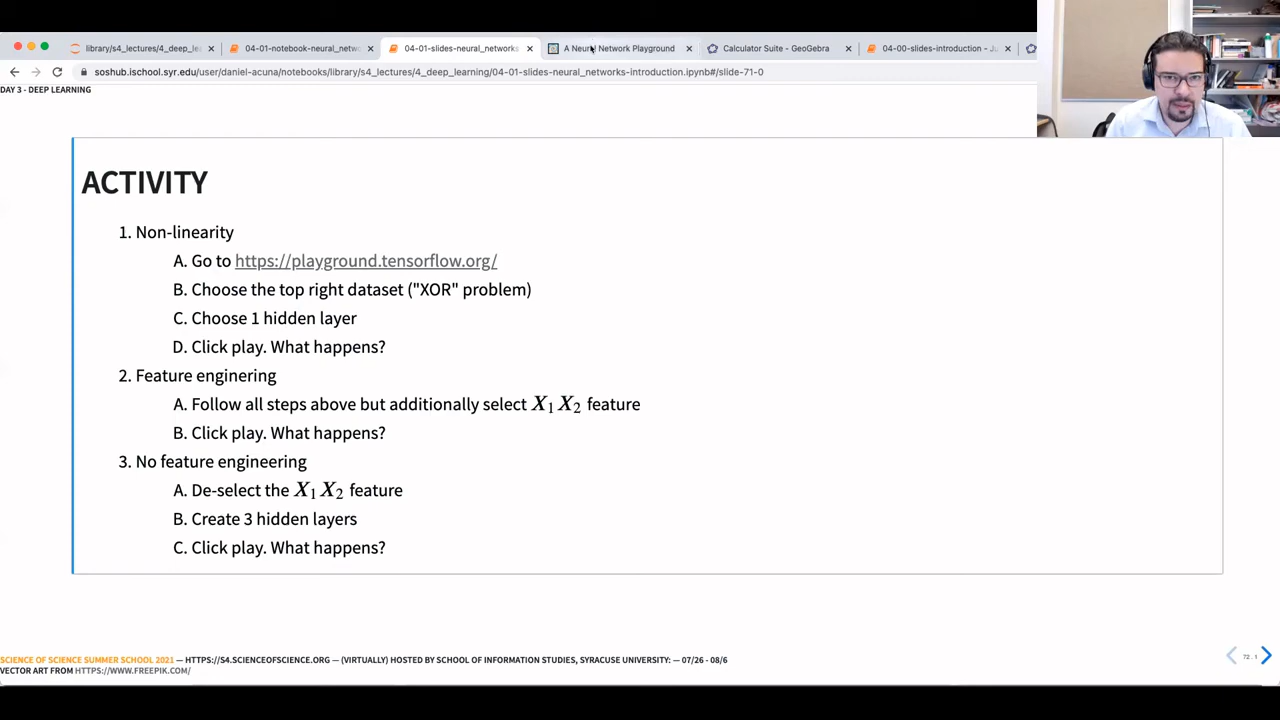 library/s4_lectures/4_deep_le
04-01-notebook-neural_netwo
04-01-slides-neural_networks
A Neural Network Playground
Calculator Suite - GeoGebra
04-00-slides-introduction - Ju
soshub.ischool.syr.edu/user/daniel-acuna/notebooks/library/s4_lectures/4_deep_learning/04-01-slides-neural_networks-introduction.ipynb#/slide-71-0
DAY 3 - DEEP LEARNING
ACTIVITY
1. Non-linearity
A. Go to https://playground.tensorflow.org/
B. Choose the top right dataset ("XOR" problem)
C. Choose 1 hidden layer
D. Click play. What happens?
2. Feature enginering
A. Follow all steps above but additionally select X₁X₂ feature
B. Click play. What happens?
3. No feature engineering
A. De-select the X₁X₂ feature
B. Create 3 hidden layers
C. Click play. What happens?
SCIENCE OF SCIENCE SUMMER SCHOOL 2021 — HTTPS://S4.SCIENCEOFSCIENCE.ORG — (VIRTUALLY) HOSTED BY SCHOOL OF INFORMATION STUDIES, SYRACUSE UNIVERSITY: — 07/26 - 08/6
VECTOR ART FROM HTTPS://WWW.FREEPIK.COM/
72.1